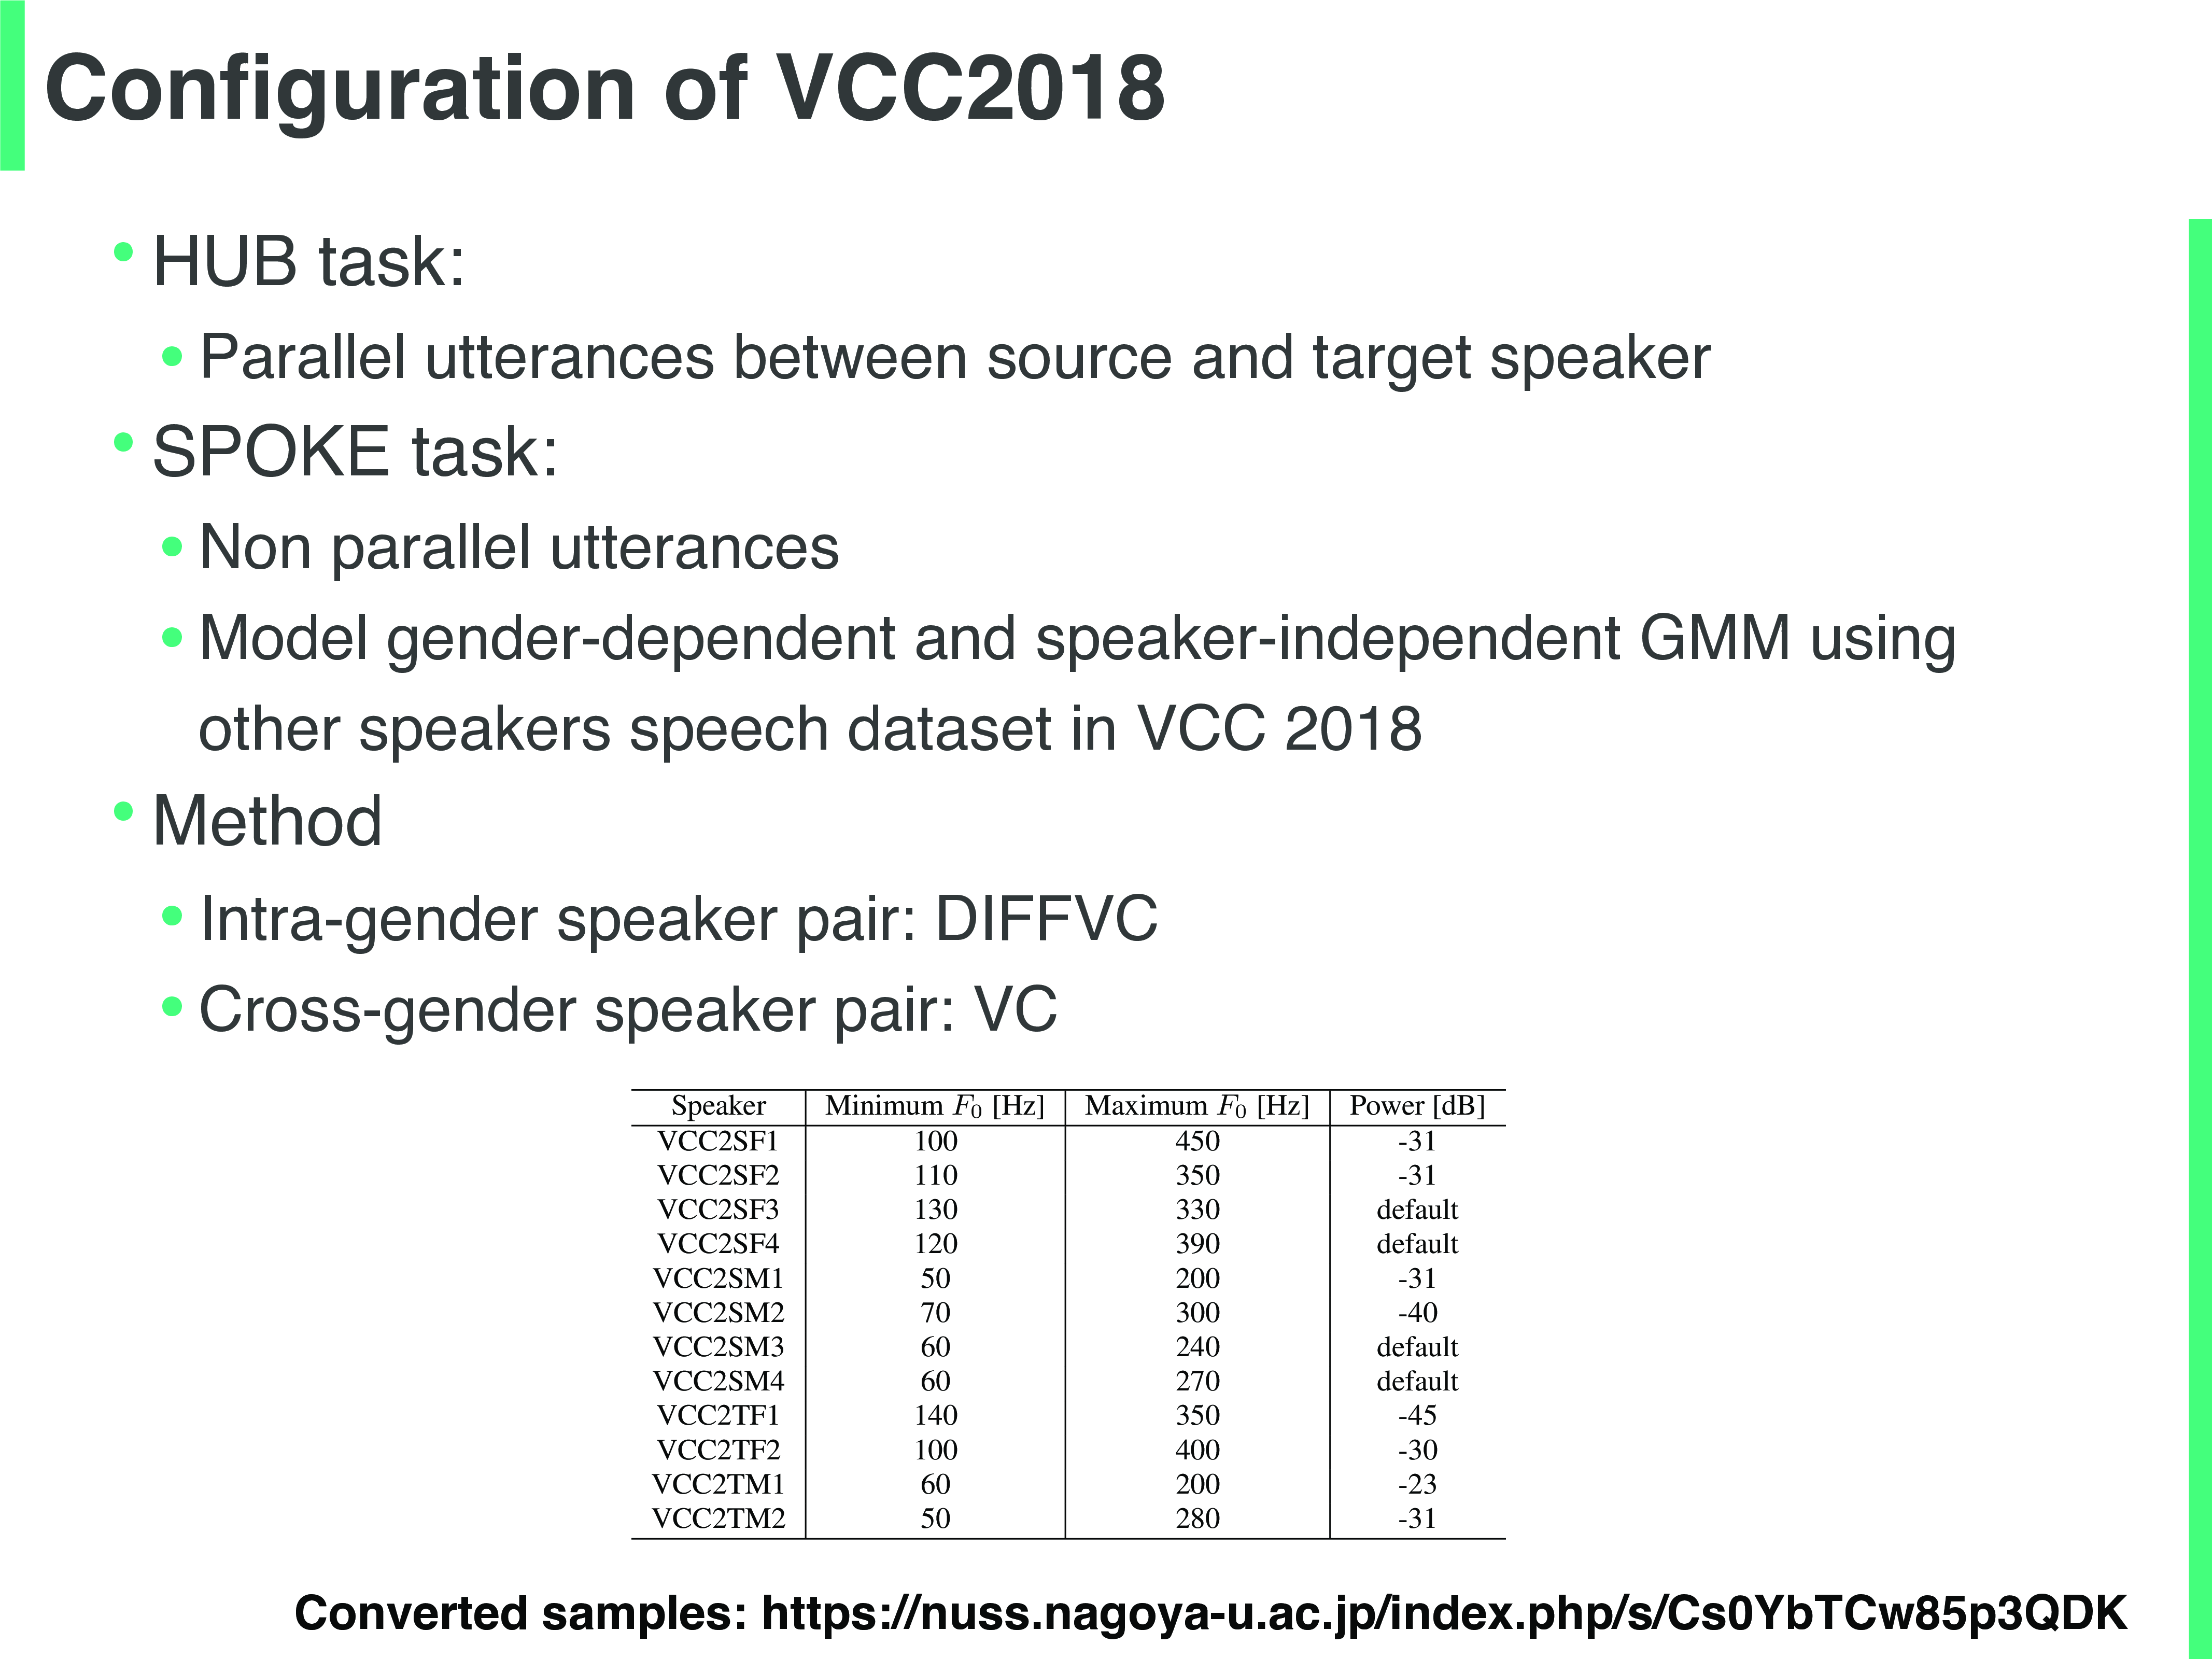 Configuration of VCC2018
• HUB task:
• Parallel utterances between source and target speaker
• SPOKE task:
• Non parallel utterances
• Model gender-dependent and speaker-independent GMM using
other speakers speech dataset in VCC 2018
• Method
• Intra-gender speaker pair: DIFFVC
• Cross-gender speaker pair: VC
Speaker Minimum F₀ [Hz] Maximum F₀ [Hz] Power [dB]
VCC2SF1 100 450 -31
VCC2SF2 110 350 -31
VCC2SF3 130 330 default
VCC2SF4 120 390 default
VCC2SM1 50 200 -31
VCC2SM2 70 300 -40
VCC2SM3 60 240 default
VCC2SM4 60 270 default
VCC2TF1 140 350 -45
VCC2TF2 100 400 -30
VCC2TM1 60 200 -23
VCC2TM2 50 280 -31
Converted samples: https://nuss.nagoya-u.ac.jp/index.php/s/Cs0YbTCw85p3QDK